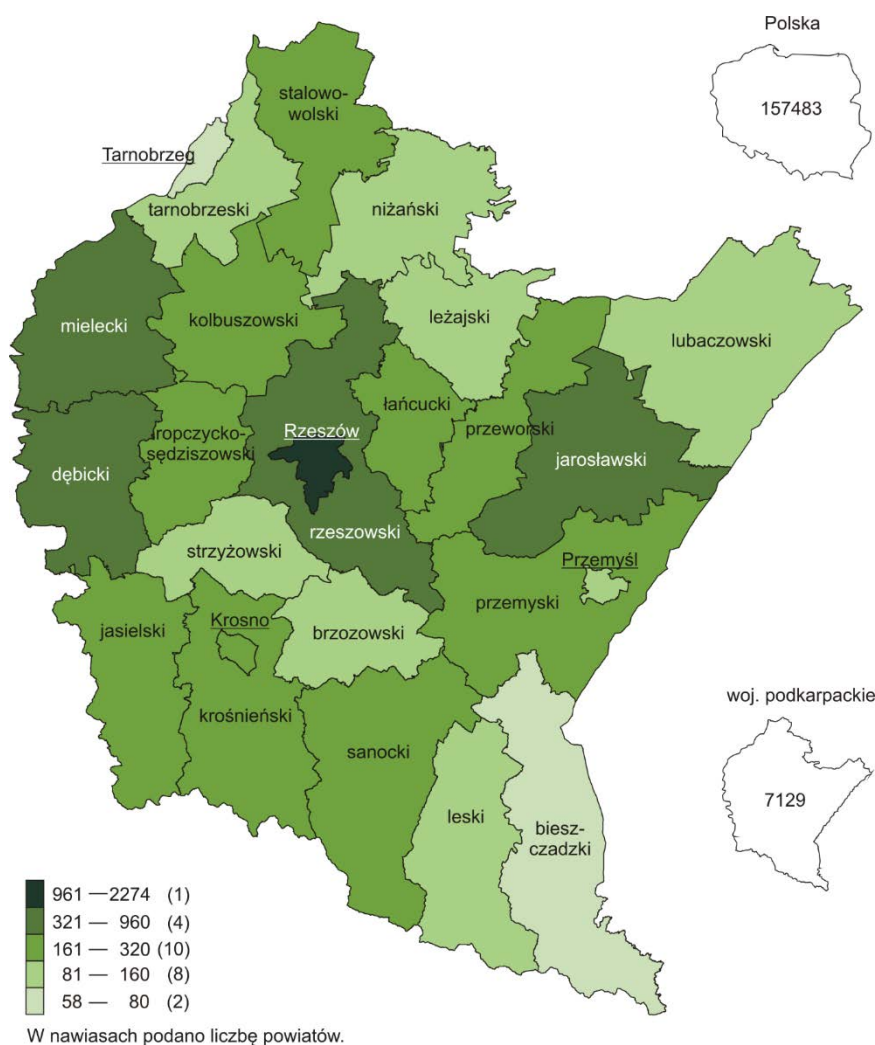 Polska
157483
stalowo-
wolski
Tarnobrzeg
tarnobrzeski
niżański
mielecki
kolbuszowski
leżajski
lubaczowski
łańcucki
ropczycko-
sędziszowski
Rzeszów
przeworski
dębicki
jarosławski
rzeszowski
strzyżowski
Przemyśl
przemyski
jasielski
Krosno
brzozowski
krośnieński
sanocki
leski
biesz-
czadzki
woj. podkarpackie
7129
961 — 2274 (1)
321 — 960 (4)
161 — 320 (10)
81 — 160 (8)
58 — 80 (2)
W nawiasach podano liczbę powiatów.